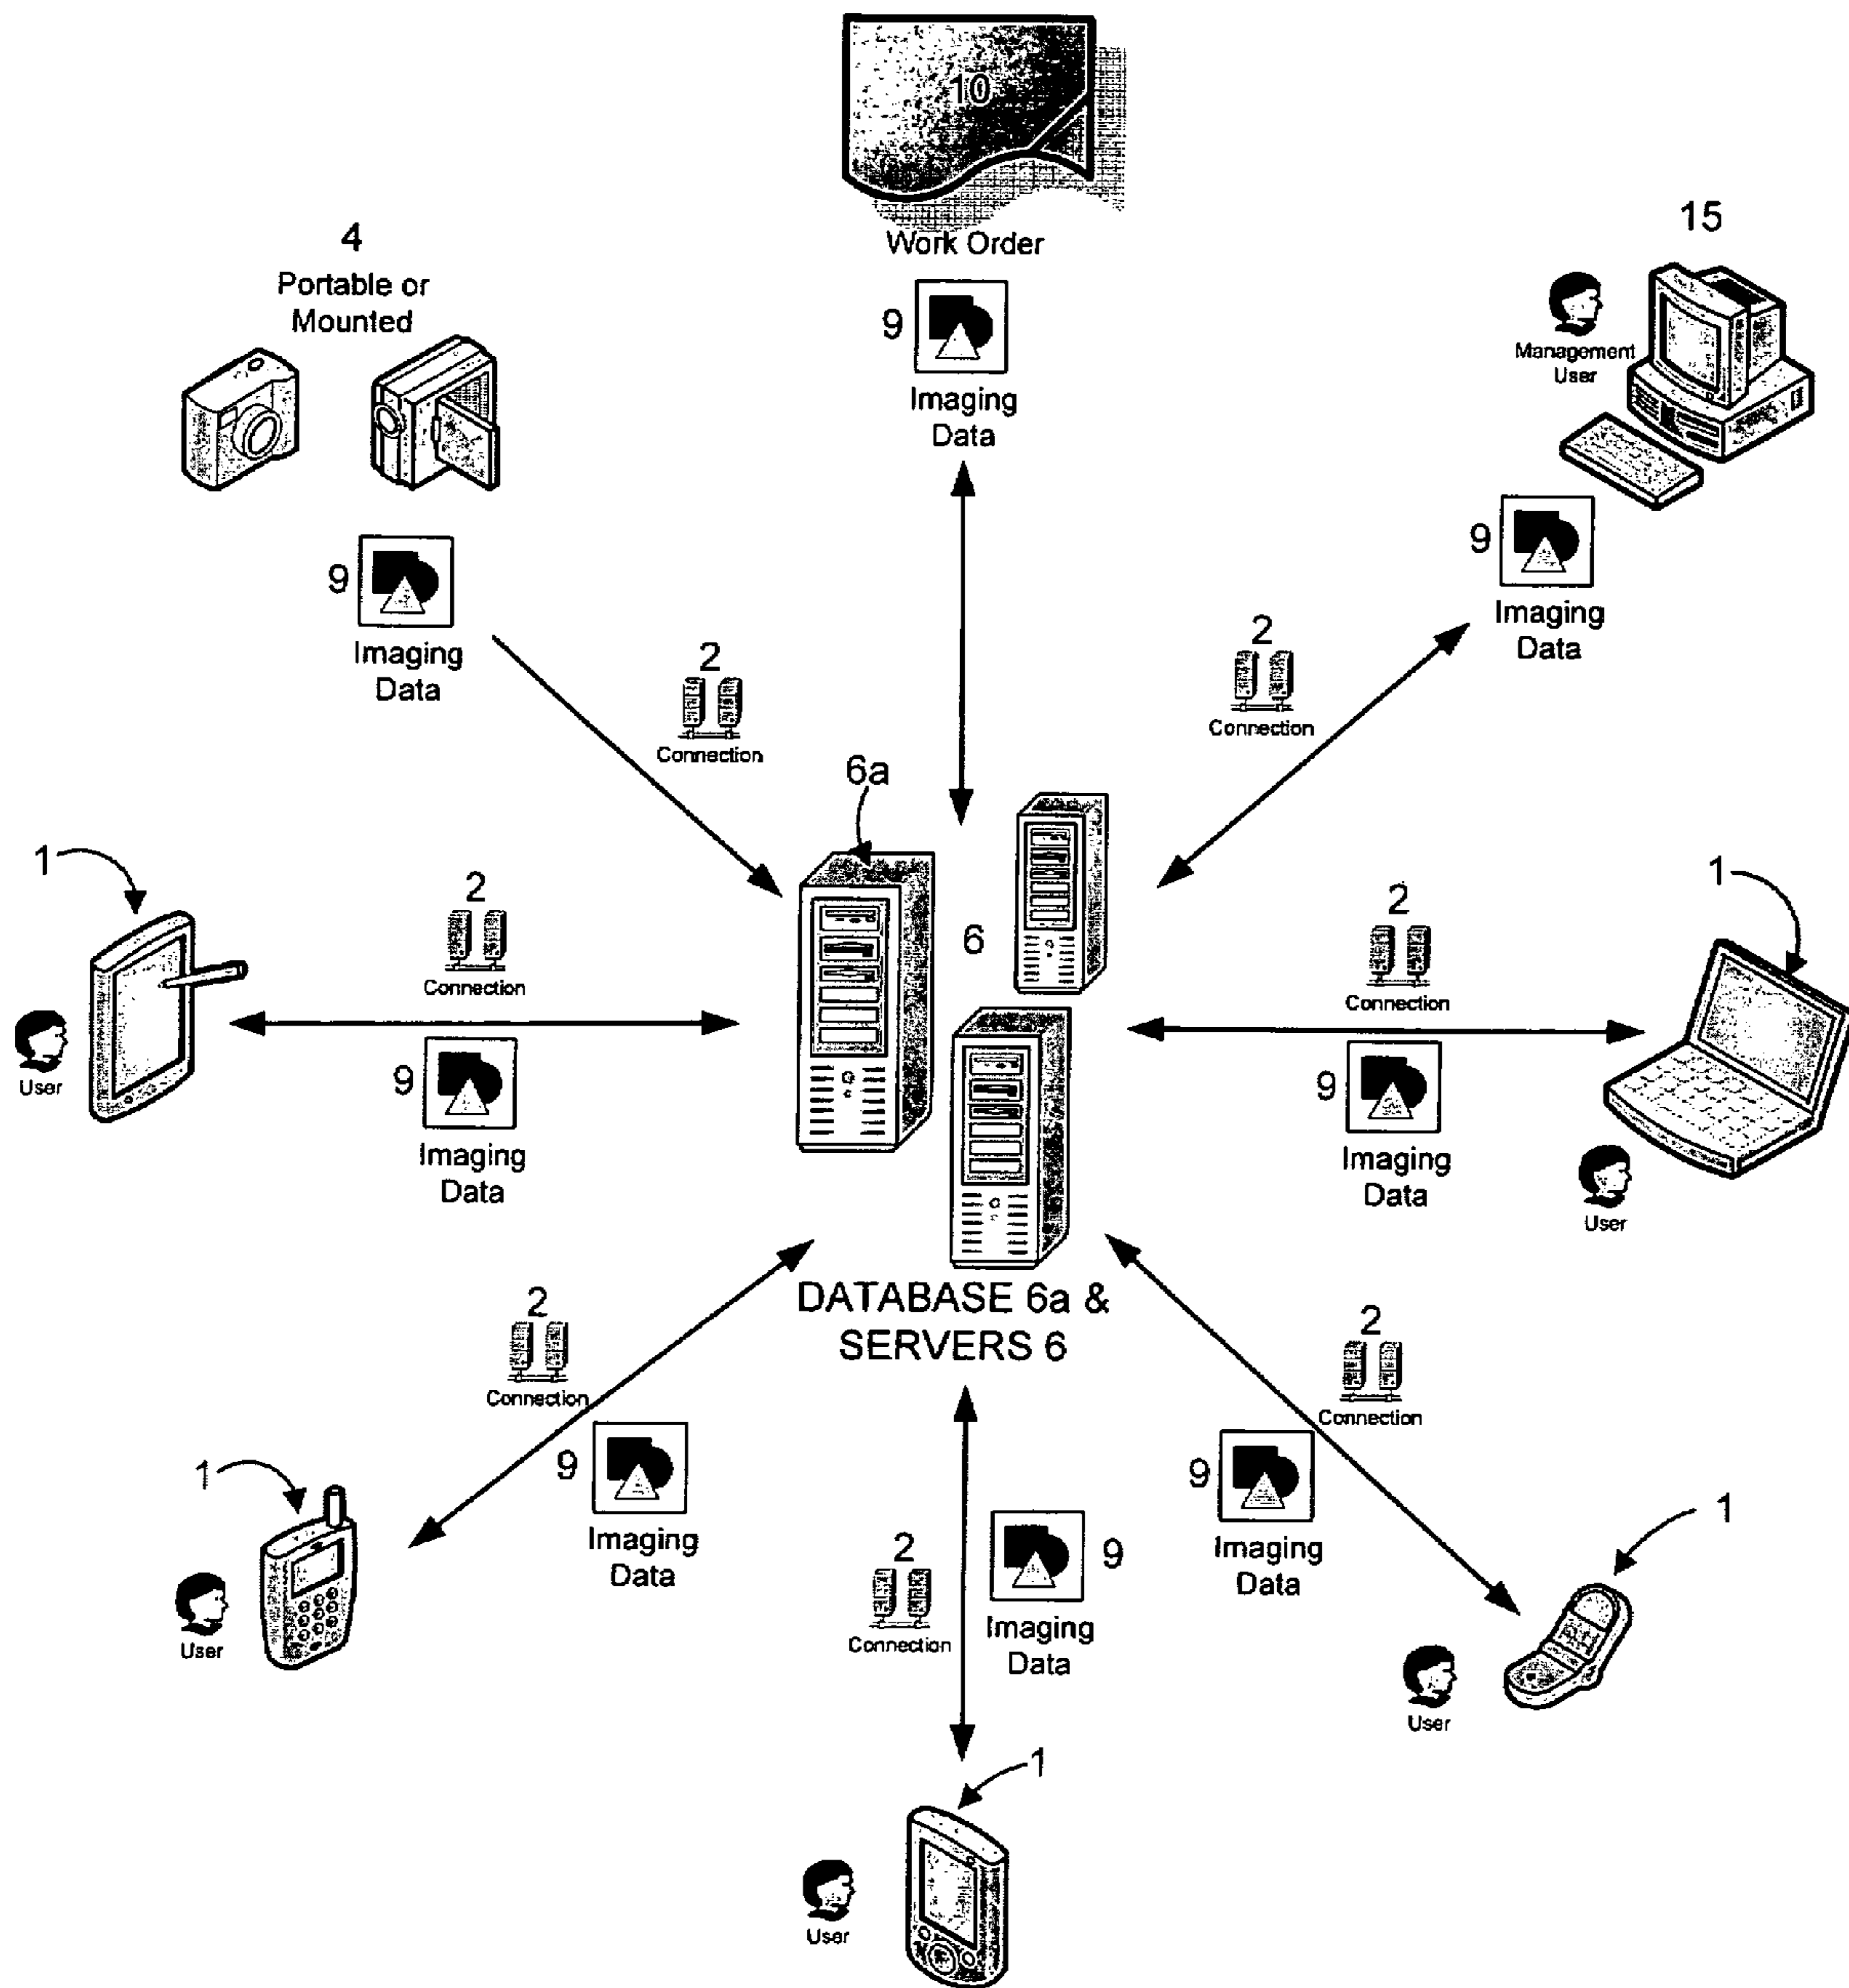 10
Work Order
9
Imaging
Data
4
Portable or
Mounted
9
Imaging
Data
15
Management
User
9
Imaging
Data
2
Connection
2
Connection
6a
6
DATABASE 6a &
SERVERS 6
1
User
2
Connection
9
Imaging
Data
2
Connection
9
Imaging
Data
1
User
2
Connection
9
Imaging
Data
1
User
2
Connection
9
Imaging
Data
1
User
2
Connection
9
Imaging
Data
1
User